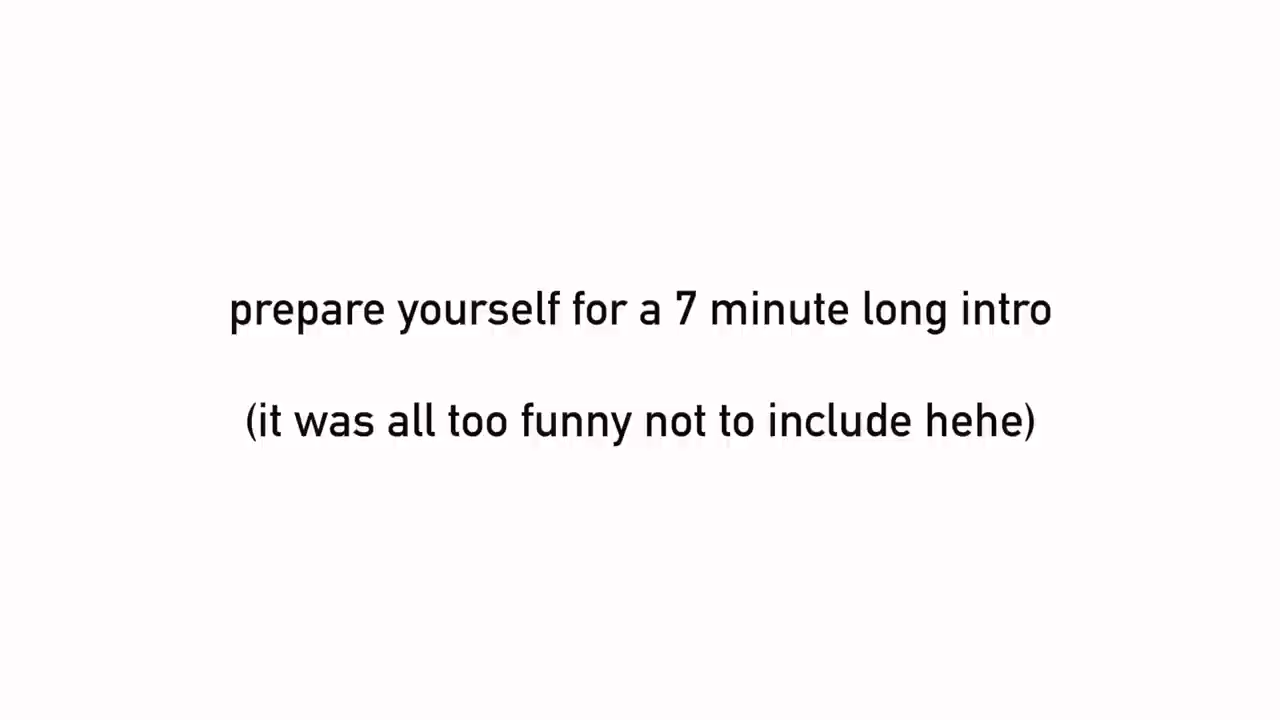 prepare yourself for a 7 minute long intro
(it was all too funny not to include hehe)